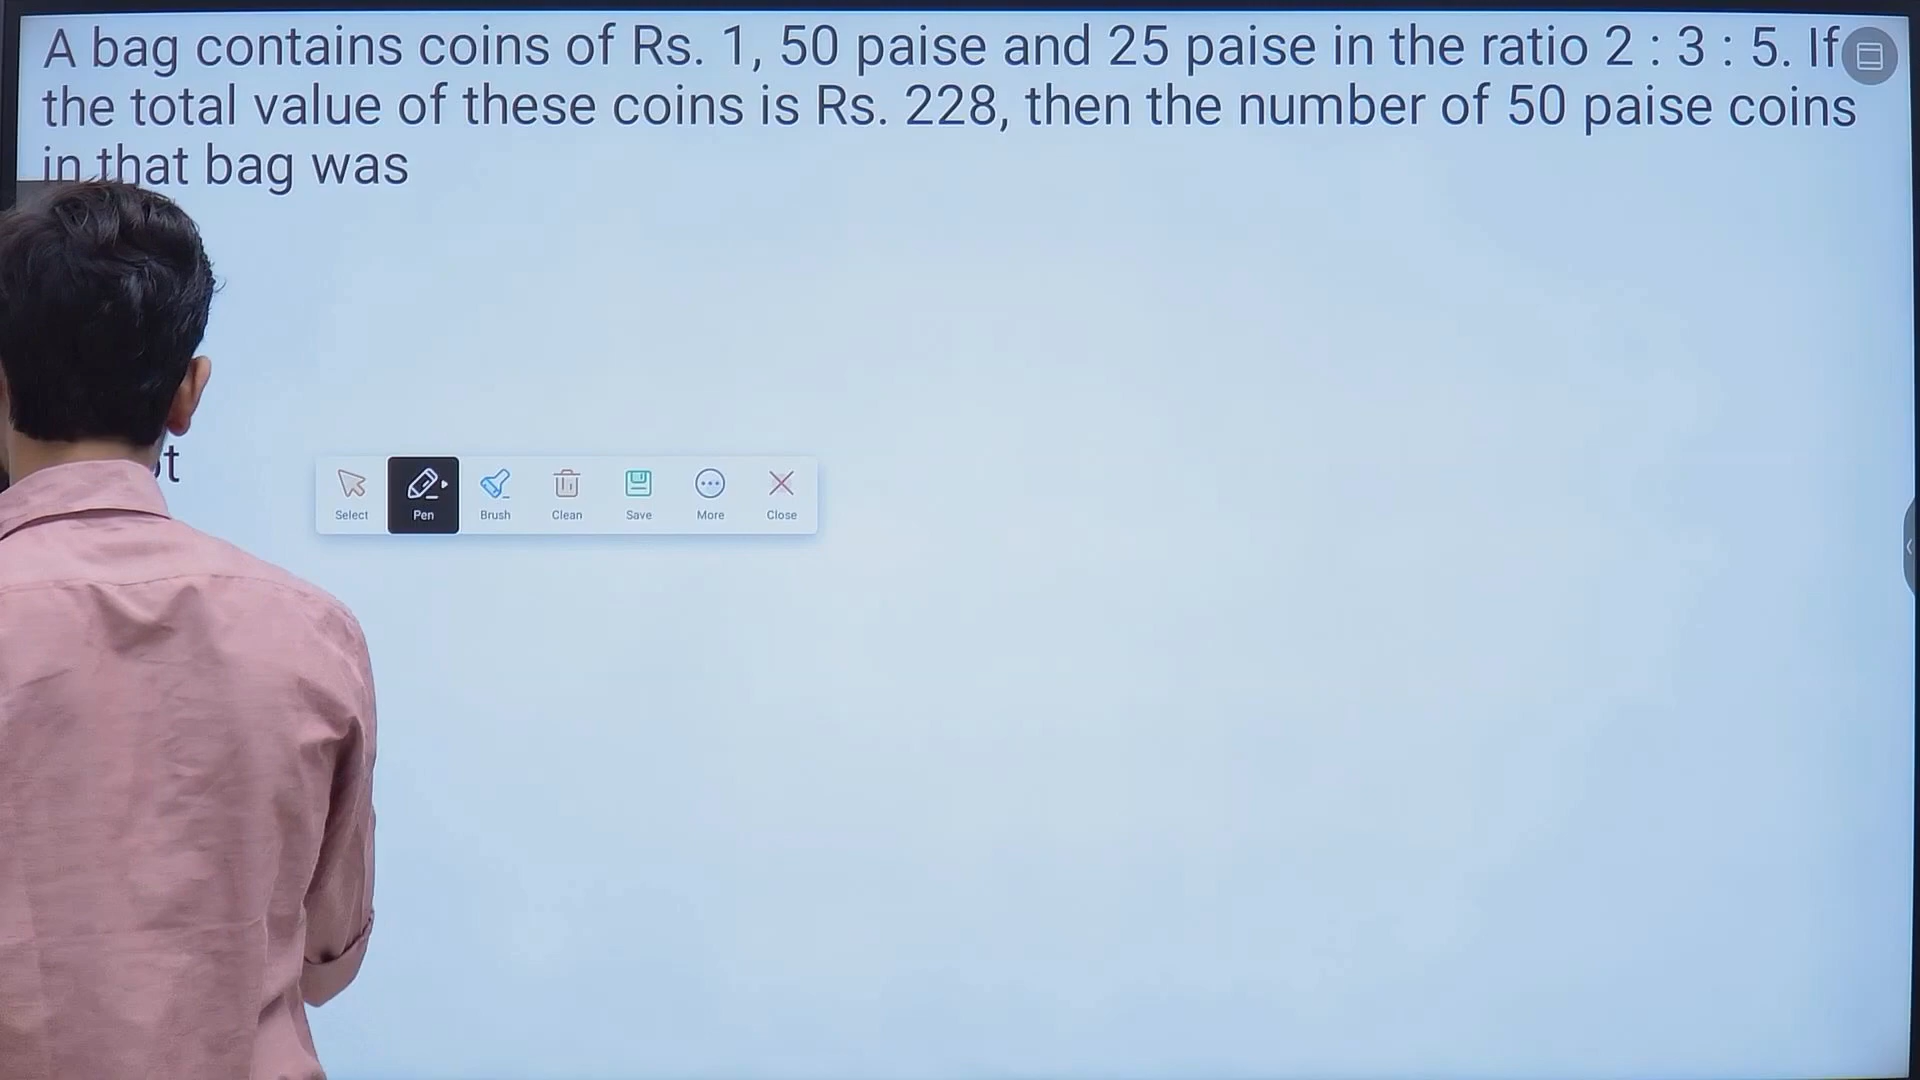 A bag contains coins of Rs. 1, 50 paise and 25 paise in the ratio 2 : 3 : 5. If
the total value of these coins is Rs. 228, then the number of 50 paise coins
in that bag was
Select Pen Brush Clean Save More Close